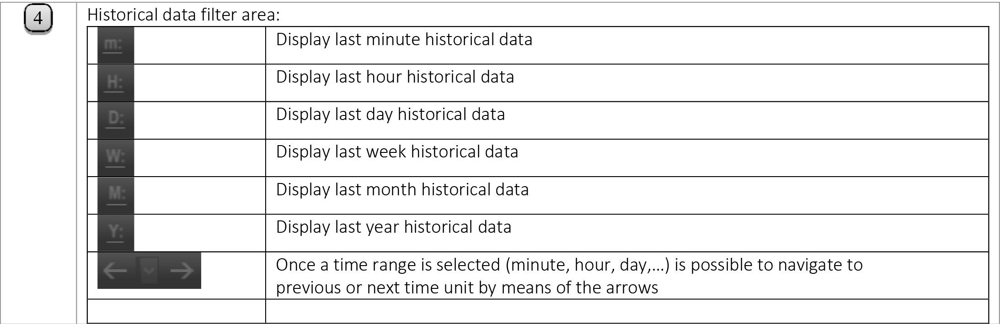 4
Historical data filter area:
m:
Display last minute historical data
H:
Display last hour historical data
D:
Display last day historical data
W:
Display last week historical data
M:
Display last month historical data
Y:
Display last year historical data
Once a time range is selected (minute, hour, day,...) is possible to navigate to
previous or next time unit by means of the arrows